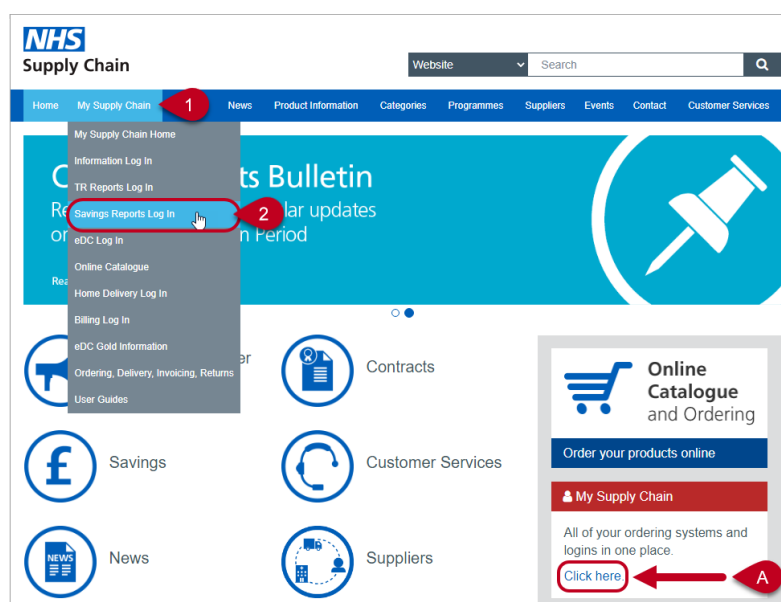 NHS
Supply Chain
Website Search
Home My Supply Chain 1 News Product Information Categories Programmes Suppliers Events Contact Customer Services
My Supply Chain Home
Information Log In
TR Reports Log In
Savings Reports Log In 2
eDC Log In
Online Catalogue
Home Delivery Log In
Billing Log In
eDC Gold Information
Ordering, Delivery, Invoicing, Returns
User Guides
C ts Bulletin
Re lar updates
or n Period
Rea
er
Contracts
Savings
Customer Services
NEWS
News
Suppliers
Online
Catalogue
and Ordering
Order your products online
My Supply Chain
All of your ordering systems and
logins in one place.
Click here. A